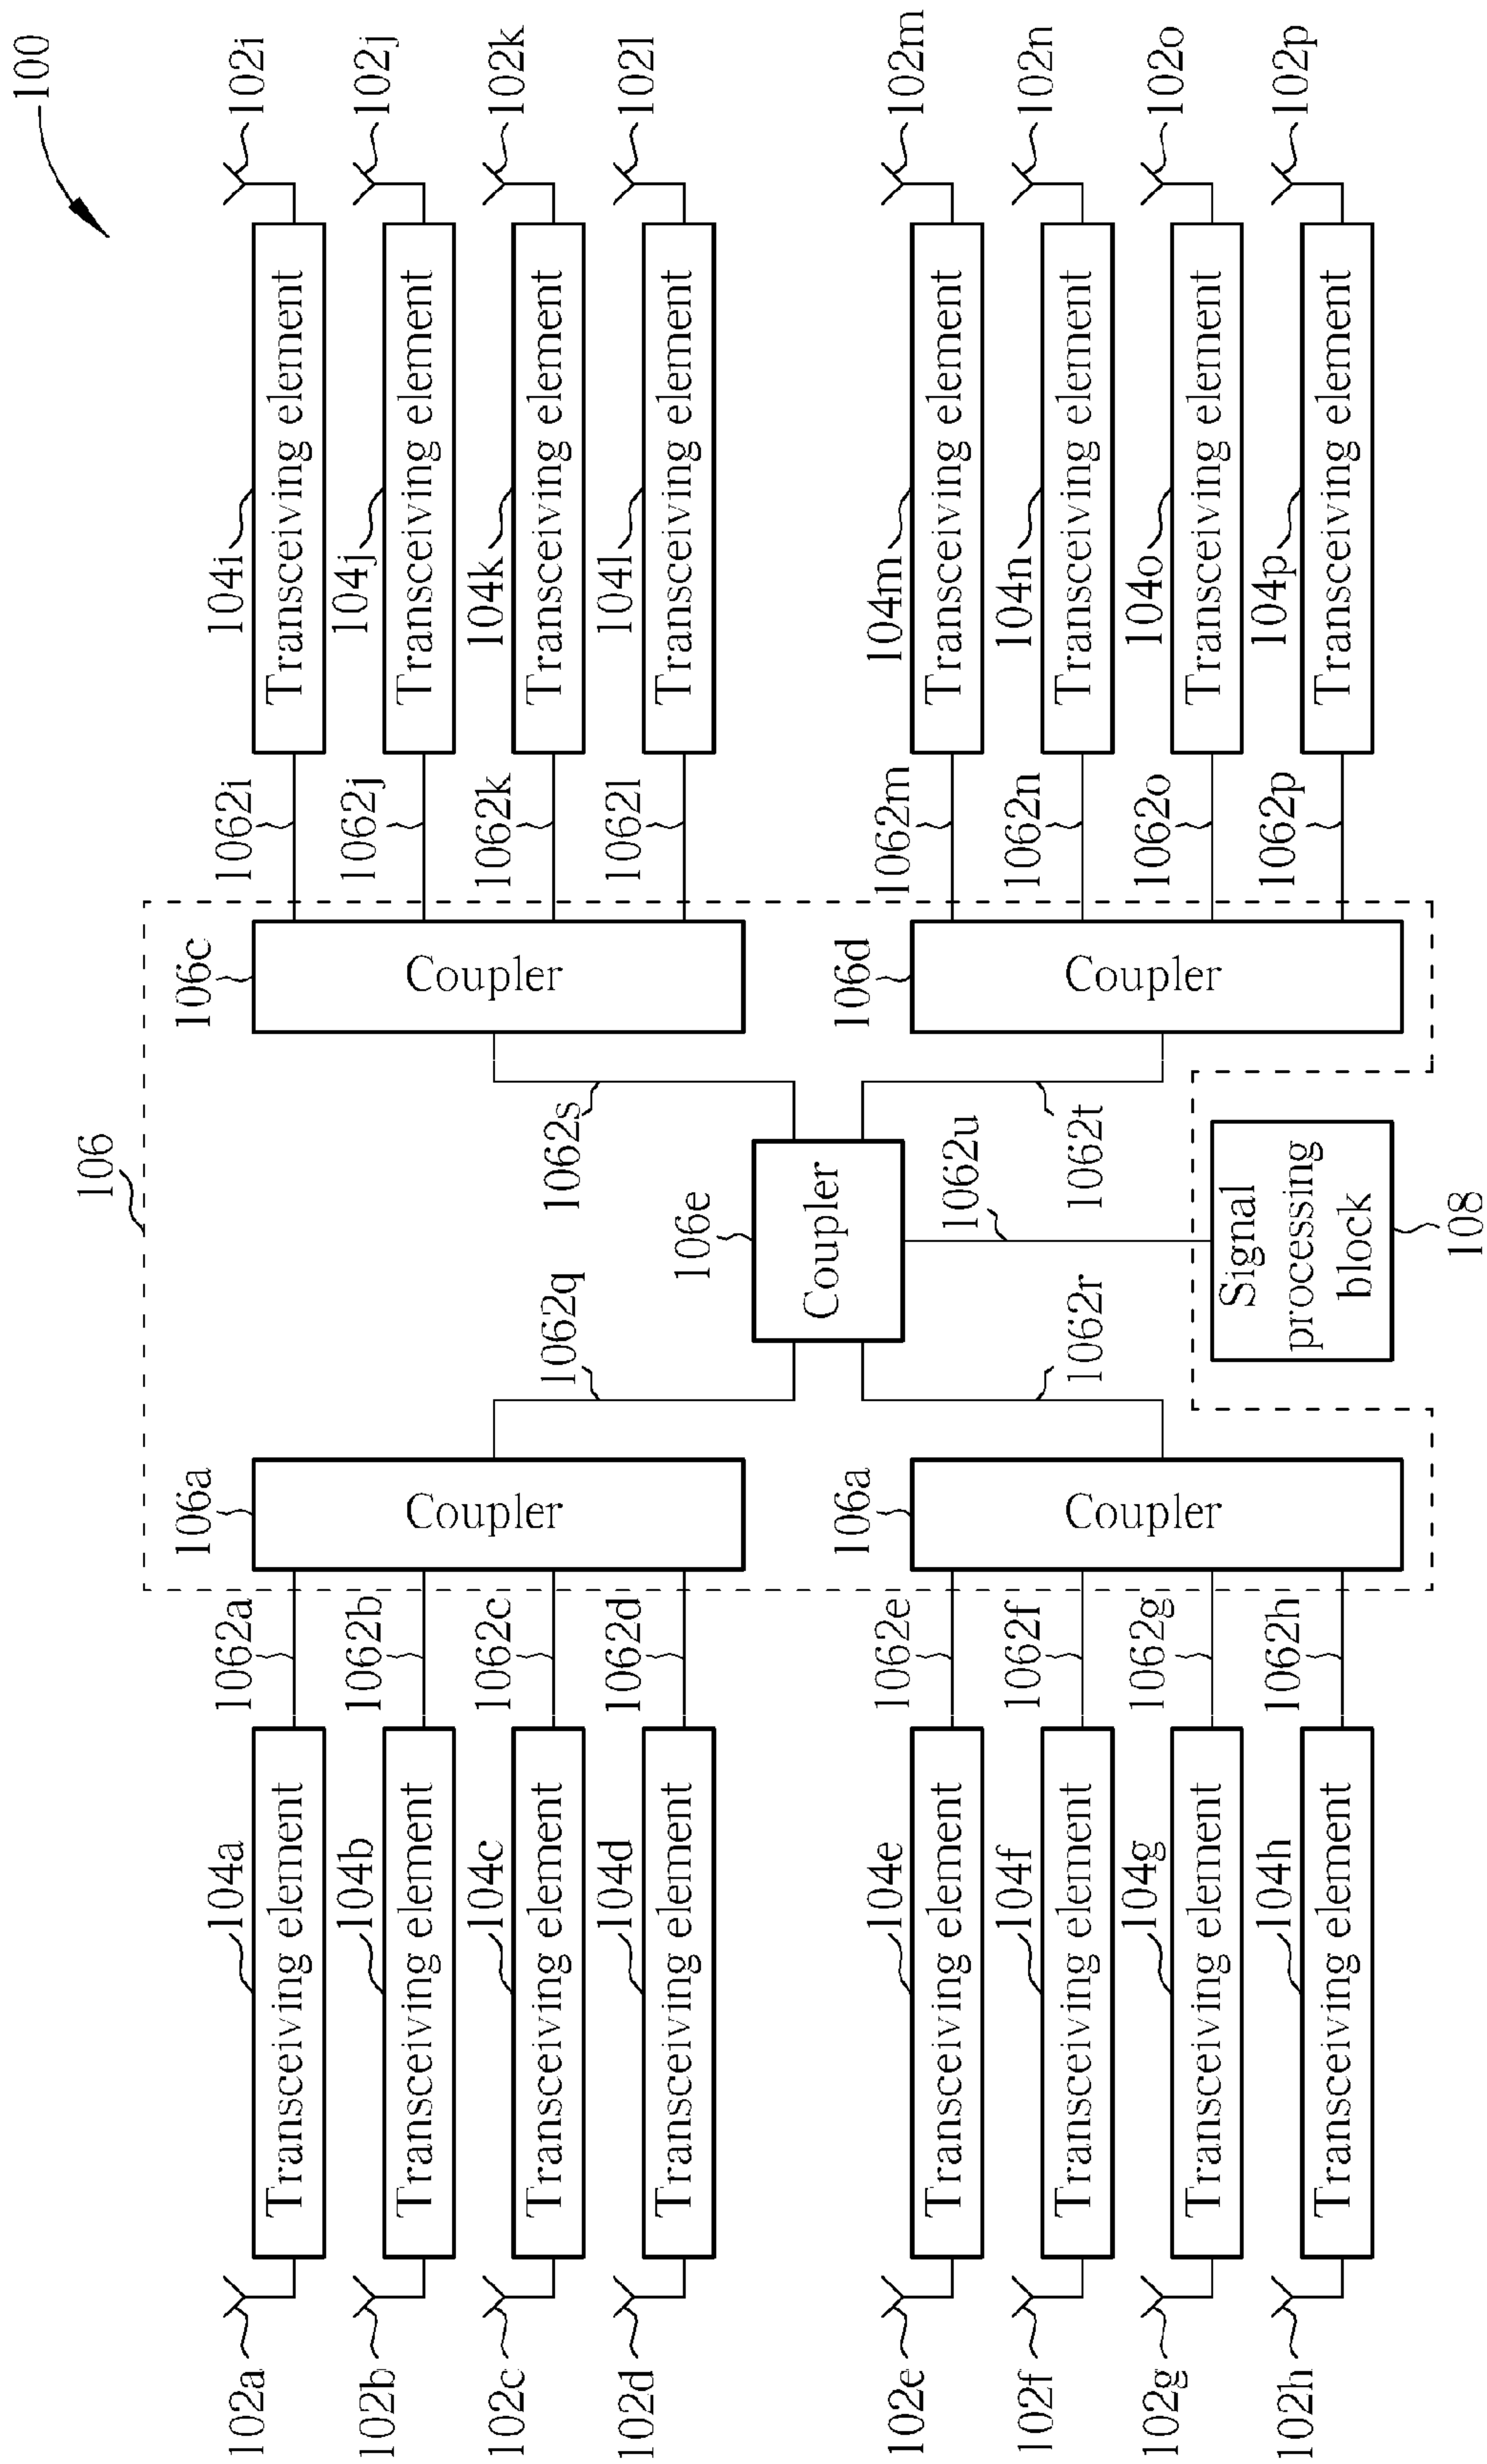 100
106
102a
104a
Transceiving element
1062a
106a
Coupler
102b
104b
Transceiving element
1062b
102c
104c
Transceiving element
1062c
102d
104d
Transceiving element
1062d
106c
Coupler
1062i
104i
Transceiving element
102i
1062j
104j
Transceiving element
102j
1062k
104k
Transceiving element
102k
1062l
104l
Transceiving element
102l
1062q
1062s
106e
Coupler
1062u
1062r
1062t
102e
104e
Transceiving element
1062e
106a
Coupler
102f
104f
Transceiving element
1062f
102g
104g
Transceiving element
1062g
102h
104h
Transceiving element
1062h
Signal
processing
block
108
106d
Coupler
1062m
104m
Transceiving element
102m
1062n
104n
Transceiving element
102n
1062o
104o
Transceiving element
102o
1062p
104p
Transceiving element
102p